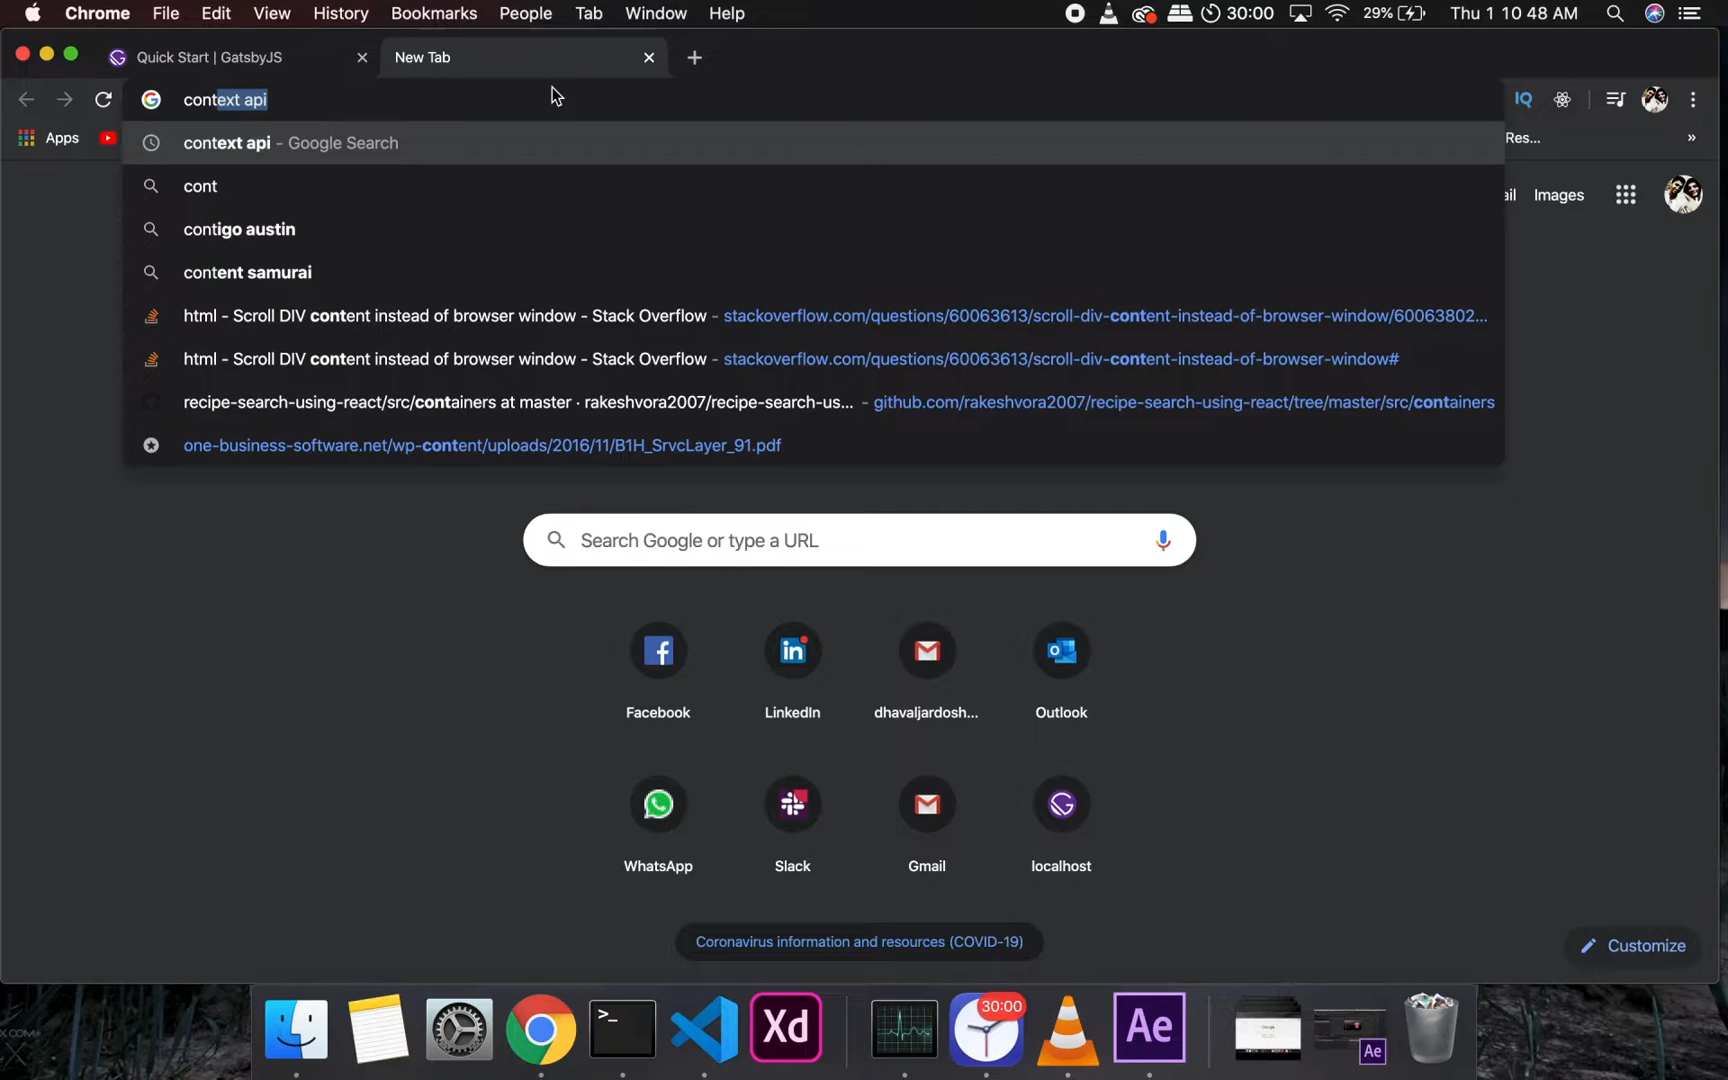 Chrome File Edit View History Bookmarks People Tab Window Help 30:00 29% Thu 1 10 48 AM
Quick Start | GatsbyJS New Tab
context api
IQ
Apps
Res... »
context api - Google Search
cont
ail Images
contigo austin
content samurai
html - Scroll DIV content instead of browser window - Stack Overflow - stackoverflow.com/questions/60063613/scroll-div-content-instead-of-browser-window/60063802...
html - Scroll DIV content instead of browser window - Stack Overflow - stackoverflow.com/questions/60063613/scroll-div-content-instead-of-browser-window#
recipe-search-using-react/src/containers at master · rakeshvora2007/recipe-search-us... - github.com/rakeshvora2007/recipe-search-using-react/tree/master/src/containers
one-business-software.net/wp-content/uploads/2016/11/B1H_SrvcLayer_91.pdf
Search Google or type a URL
Facebook LinkedIn dhavaljardosh... Outlook
WhatsApp Slack Gmail localhost
Coronavirus information and resources (COVID-19)
Customize
30:00
Xd Ae
Ae